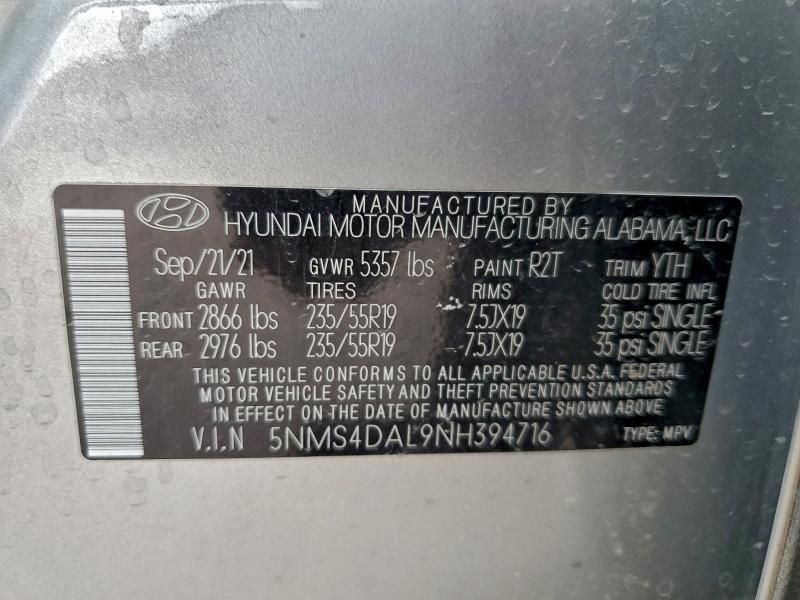 MANUFACTURED BY
HYUNDAI MOTOR MANUFACTURING ALABAMA, LLC
Sep/21/21 GVWR 5357 lbs PAINT R2T TRIM YTH
GAWR TIRES RIMS COLD TIRE INFL
FRONT 2866 lbs 235/55R19 7.5JX19 35 psi SINGLE
REAR 2976 lbs 235/55R19 7.5JX19 35 psi SINGLE
THIS VEHICLE CONFORMS TO ALL APPLICABLE U.S.A. FEDERAL
MOTOR VEHICLE SAFETY AND THEFT PREVENTION STANDARDS
IN EFFECT ON THE DATE OF MANUFACTURE SHOWN ABOVE
V.I.N 5NMS4DAL9NH394716 TYPE: MPV